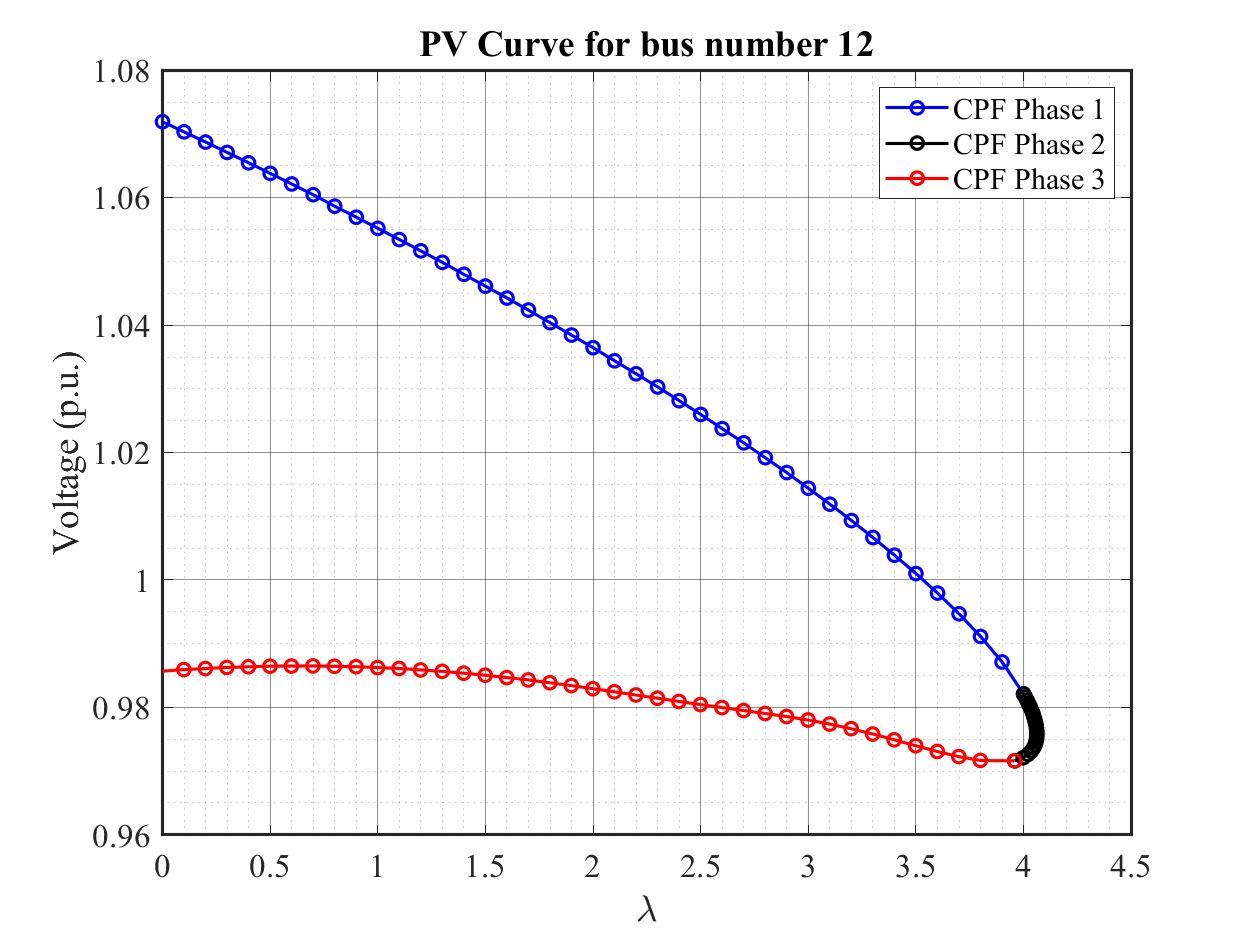 PV Curve for bus number 12
1.08
1.06
1.04
1.02
1
0.98
0.96
Voltage (p.u.)
CPF Phase 1
CPF Phase 2
CPF Phase 3
0 0.5 1 1.5 2 2.5 3 3.5 4 4.5
λ